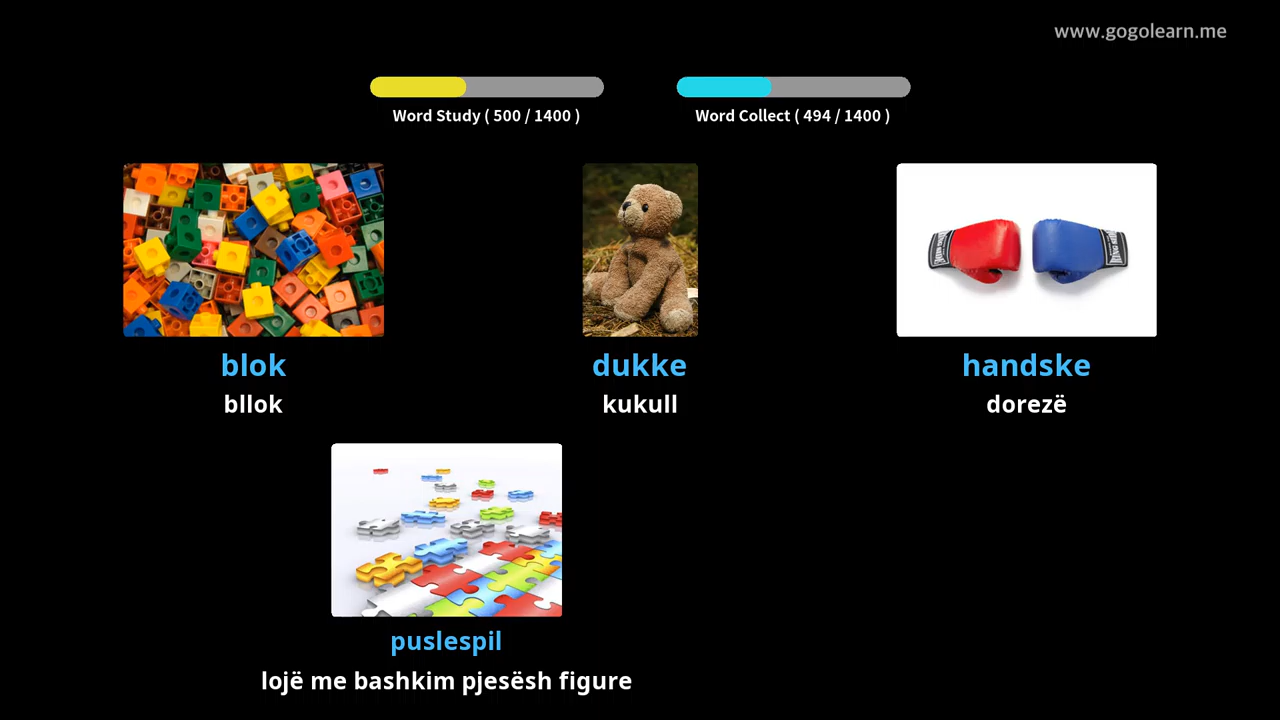 www.gogolearn.me
Word Study ( 500 / 1400 )
Word Collect ( 494 / 1400 )
blok
dukke
handske
bllok
kukull
dorezë
puslespil
lojë me bashkim pjesësh figure